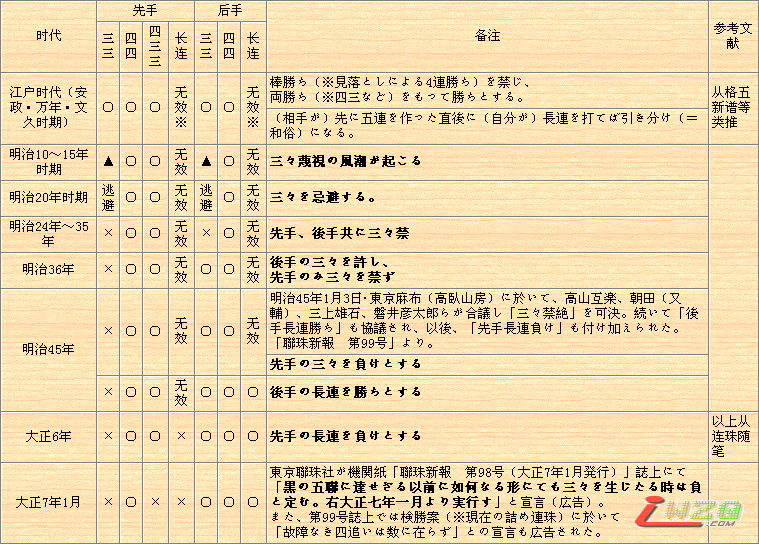 时代
先手
后手
备注
参考文
献
三三
四四
四三三
长连
三三
四四
长连
江户时代（安
政・万年・文
久时期）
〇
〇
〇
无效※
〇
〇
无效※
棒勝ち（※見落としによる4連勝ち）を禁じ、
両勝ち（※四三など）をもって勝ちとする。
（相手が）先に五連を作った直後に（自分が）長連を打てば引き分け（＝
和俗）になる。
从格五
新谱等
类推
明治10～15年
时期
▲
〇
〇
无效
▲
〇
无效
三々蔑視の風潮が起こる
明治20年时期
逃避
〇
〇
无效
逃避
〇
无效
三々を忌避する。
明治24年～35
年
×
〇
〇
无效
×
〇
无效
先手、後手共に三々禁
明治36年
×
〇
〇
无效
〇
〇
无效
後手の三々を許し、
先手のみ三々を禁ず
明治45年
×
〇
〇
无效
〇
〇
无效
明治45年1月3日・東京麻布（高臥山房）に於いて、高山互楽、朝田（又
輔）、三上雄石、磐井彦太郎らが合議し「三々禁絶」を可決。続いて「後
手長連勝ち」も協議され、以後、「先手長連負け」も付け加えられた。
「聯珠新報　第99号」より。
先手の三々を負けとする
×
〇
〇
无效
〇
〇
〇
後手の長連を勝ちとする
大正6年
×
〇
〇
×
〇
〇
〇
先手の長連を負けとする
以上从
连珠随
笔
大正7年1月
×
〇
×
×
〇
〇
〇
東京聯珠社が機関紙「聯珠新報　第98号（大正7年1月発行）」誌上にて
「黒の五聯に達せざる以前に如何なる形にても三々を生じたる時は負
と定む。右大正七年一月より実行す」と宣言（広告）。
また、第99号誌上では検勝案（※現在の詰め連珠）に於いて
「故障なき四追いは数に在らず」との宣言も広告された。
iWZQ
.COM